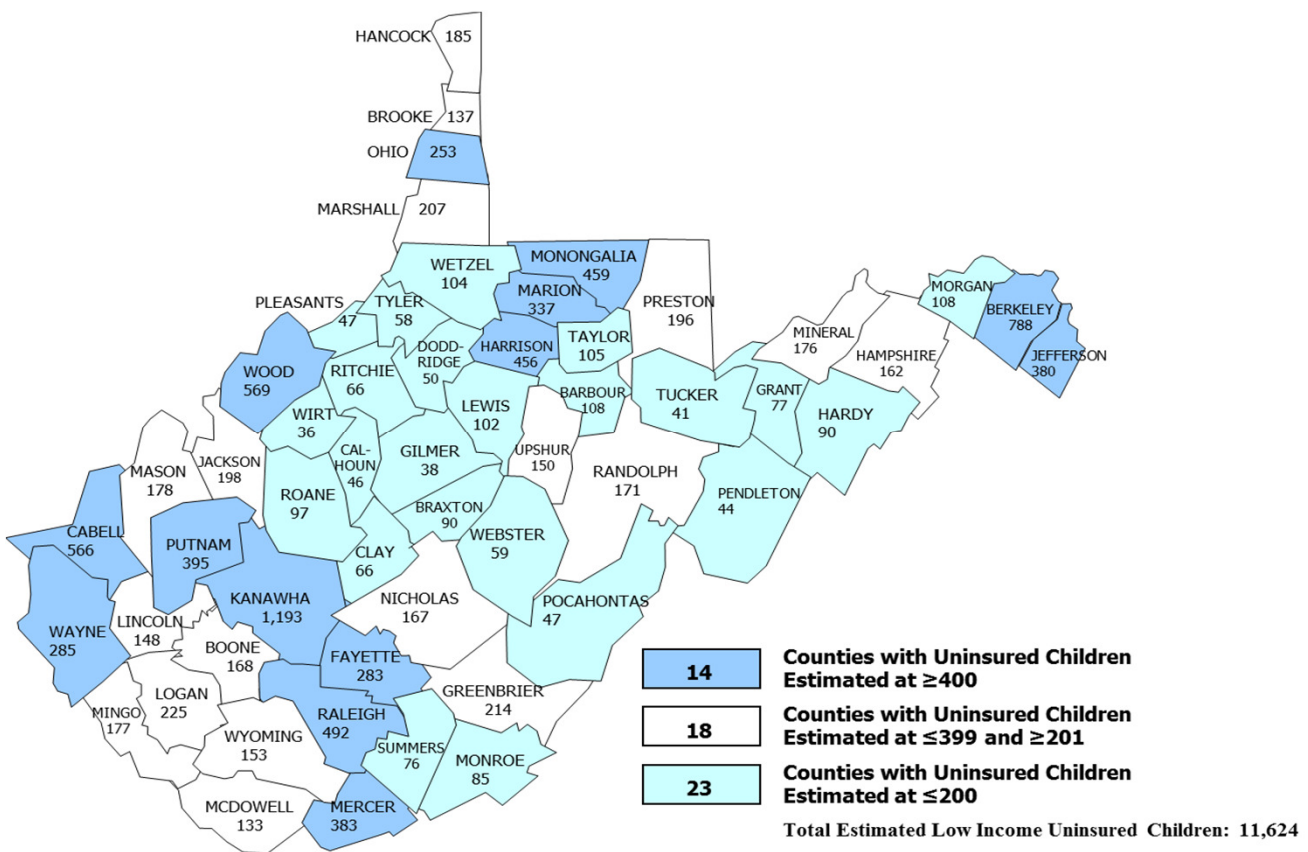 HANCOCK 185
BROOKE 137
OHIO 253
MARSHALL 207
WETZEL
104
MONONGALIA
459
MARION
337
PRESTON
196
MORGAN
108
BERKELEY
788
JEFFERSON
380
PLEASANTS
47
TYLER
58
DODD-
RIDGE
50
HARRISON
456
TAYLOR
105
MINERAL
176
HAMPSHIRE
162
WOOD
569
RITCHIE
66
LEWIS
102
BARBOUR
108
TUCKER
41
GRANT
77
HARDY
90
WIRT
36
CAL-
HOUN
46
GILMER
38
UPSHUR
150
RANDOLPH
171
PENDLETON
44
MASON
178
JACKSON
198
ROANE
97
BRAXTON
90
WEBSTER
59
CABELL
566
PUTNAM
395
CLAY
66
KANAWHA
1,193
NICHOLAS
167
POCAHONTAS
47
WAYNE
285
LINCOLN
148
BOONE
168
FAYETTE
283
GREENBRIER
214
MINGO
177
LOGAN
225
RALEIGH
492
WYOMING
153
SUMMERS
76
MONROE
85
MCDOWELL
133
MERCER
383
14 Counties with Uninsured Children
Estimated at ≥400
18 Counties with Uninsured Children
Estimated at ≤399 and ≥201
23 Counties with Uninsured Children
Estimated at ≤200
Total Estimated Low Income Uninsured Children: 11,624